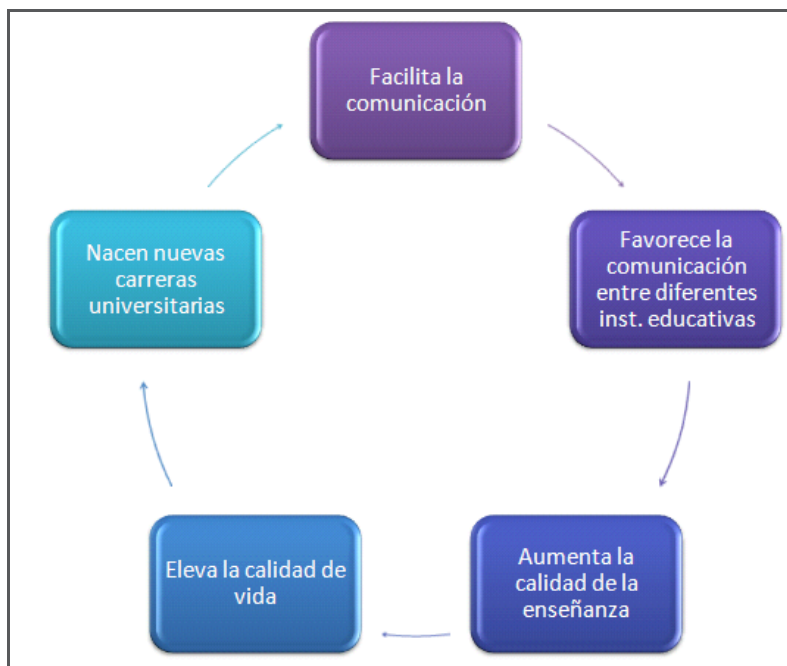 Facilita la
comunicación
Favorece la
comunicación
entre diferentes
inst. educativas
Aumenta la
calidad de la
enseñanza
Eleva la calidad de
vida
Nacen nuevas
carreras
universitarias